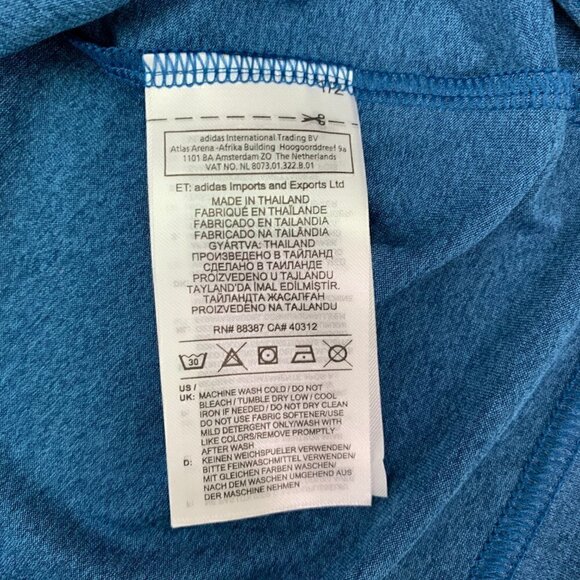 adidas International Trading BV
Atlas Arena -Afrika Building Hoogoorddreef 9a
1101 BA Amsterdam ZO The Netherlands
VAT NO. NL 8073.01.322.B.01
ET: adidas Imports and Exports Ltd
MADE IN THAILAND
FABRIQUÉ EN THAÏLANDE
FABRICADO EN TAILANDIA
FABRICADO NA TAILÂNDIA
GYÁRTVA: THAILAND
ПРОИЗВЕДЕНО В ТАЙЛАНД
СДЕЛАНО В ТАИЛАНДЕ
PROIZVEDENO U TAJLANDU
TAYLAND'DA İMAL EDİLMİŞTİR.
ТАЙЛАНДТА ЖАСАЛҒАН
PROIZVEDENO NA TAJLANDU
RN# 88387 CA# 40312
30
US /
UK: MACHINE WASH COLD / DO NOT
BLEACH / TUMBLE DRY LOW / COOL
IRON IF NEEDED / DO NOT DRY CLEAN
DO NOT USE FABRIC SOFTENER/USE
MILD DETERGENT ONLY/WASH WITH
LIKE COLORS/REMOVE PROMPTLY
AFTER WASH
D: KEINEN WEICHSPUELER VERWENDEN/
BITTE FEINWASCHMITTEL VERWENDEN/
MIT GLEICHEN FARBEN WASCHEN/
NACH DEM WASCHEN UMGEHEND AUS
DER MASCHINE NEHMEN